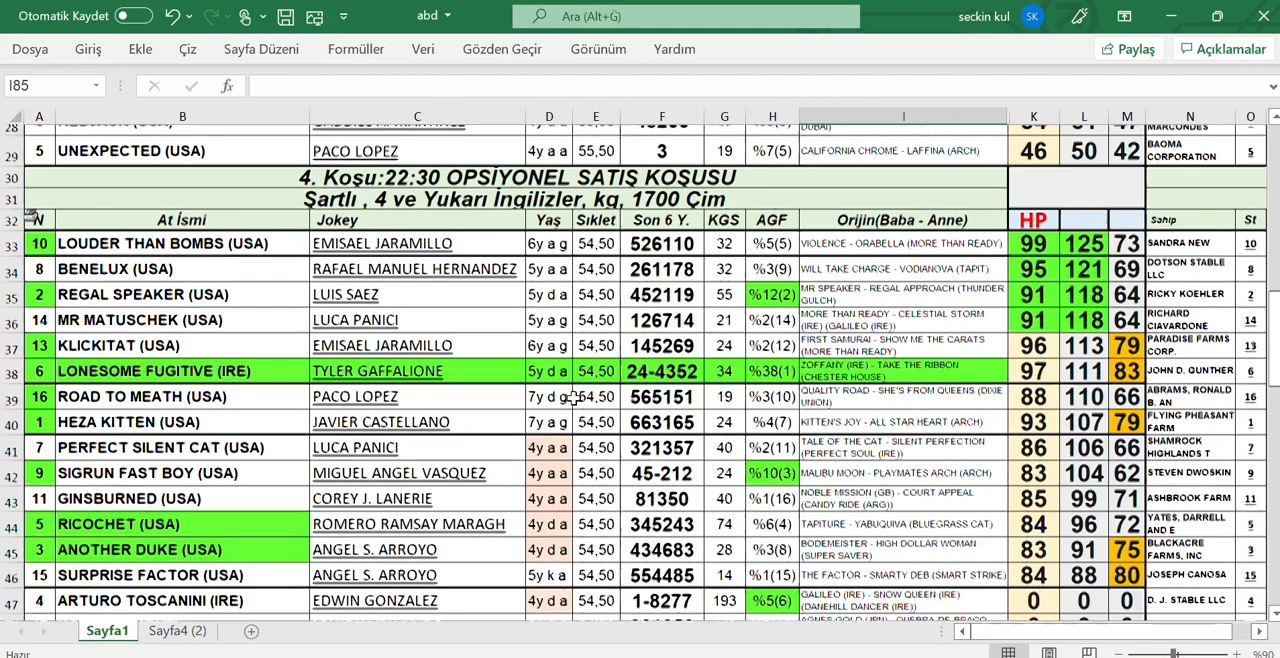 Otomatik Kaydet abd Ara (Alt+G) seckin kul SK
Dosya Giriş Ekle Çiz Sayfa Düzeni Formüller Veri Gözden Geçir Görünüm Yardım Paylaş Açıklamalar
I85 fx
A B C D E F G H I K L M N O
28 DUBAI) MARCONDES
29 5 UNEXPECTED (USA) PACO LOPEZ 4y a a 55,50 3 19 %7(5) CALIFORNIA CHROME - LAFFINA (ARCH) 46 50 42 BAOMA CORPORATION 5
30 4. Koşu:22:30 OPSİYONEL SATIŞ KOŞUSU
31 Şartlı , 4 ve Yukarı İngilizler, kg, 1700 Çim
32 N At İsmi Jokey Yaş Sıklet Son 6 Y. KGS AGF Orijin(Baba - Anne) HP Sahip St
33 10 LOUDER THAN BOMBS (USA) EMISAEL JARAMILLO 6y a g 54,50 526110 32 %5(5) VIOLENCE - ORABELLA (MORE THAN READY) 99 125 73 SANDRA NEW 10
34 8 BENELUX (USA) RAFAEL MANUEL HERNANDEZ 5y a g 54,50 261178 32 %3(9) WILL TAKE CHARGE - VODIANOVA (TAPIT) 95 121 69 DOTSON STABLE LLC 8
35 2 REGAL SPEAKER (USA) LUIS SAEZ 5y d a 54,50 452119 55 %12(2) MR SPEAKER - REGAL APPROACH (THUNDER GULCH) 91 118 64 RICKY KOEHLER 2
36 14 MR MATUSCHEK (USA) LUCA PANICI 5y a g 54,50 126714 21 %2(14) MORE THAN READY - CELESTIAL STORM (IRE) (GALILEO (IRE)) 91 118 64 RICHARD CIAVARDONE 14
37 13 KLICKITAT (USA) EMISAEL JARAMILLO 5y a g 54,50 145269 24 %2(12) FIRST SAMURAI - SHOW ME THE CARATS (MORE THAN READY) 96 113 79 PARADISE FARMS CORP. 13
38 6 LONESOME FUGITIVE (IRE) TYLER GAFFALIONE 5y d a 54,50 24-4352 34 %38(1) ZOFFANY (IRE) - TAKE THE RIBBON (CHESTER HOUSE) 97 111 83 JOHN D. GUNTHER 6
39 16 ROAD TO MEATH (USA) PACO LOPEZ 7y d g 54,50 565151 19 %3(10) QUALITY ROAD - SHE'S FROM QUEENS (DIXIE UNION) 88 110 66 ABRAMS, RONALD B. AN 16
40 1 HEZA KITTEN (USA) JAVIER CASTELLANO 7y a g 54,50 663165 24 %4(7) KITTEN'S JOY - ALL STAR HEART (ARCH) 93 107 79 FLYING PHEASANT FARM 1
41 7 PERFECT SILENT CAT (USA) LUCA PANICI 4y a a 54,50 321357 40 %2(11) TALE OF THE CAT - SILENT PERFECTION (PERFECT SOUL (IRE)) 86 106 66 SHAMROCK HIGHLANDS T 7
42 9 SIGRUN FAST BOY (USA) MIGUEL ANGEL VASQUEZ 4y a a 54,50 45-212 24 %10(3) MALIBU MOON - PLAYMATES ARCH (ARCH) 83 104 62 STEVEN DWOSKIN 9
43 11 GINSBURNED (USA) COREY J. LANERIE 4y a a 54,50 81350 40 %1(16) NOBLE MISSION (GB) - COURT APPEAL (CANDY RIDE (ARG)) 85 99 71 ASHBROOK FARM 11
44 5 RICOCHET (USA) ROMERO RAMSAY MARAGH 4y d a 54,50 345243 74 %6(4) TAPITURE - YABUQUIVA (BLUEGRASS CAT) 84 96 72 YATES, DARRELL AND E 5
45 3 ANOTHER DUKE (USA) ANGEL S. ARROYO 4y d a 54,50 434683 28 %3(8) BODEMEISTER - HIGH DOLLAR WOMAN (SUPER SAVER) 83 91 75 BLACKACRE FARMS, INC 3
46 15 SURPRISE FACTOR (USA) ANGEL S. ARROYO 5y k a 54,50 554485 14 %1(15) THE FACTOR - SMARTY DEB (SMART STRIKE) 84 88 80 JOSEPH CANOSA 15
47 4 ARTURO TOSCANINI (IRE) EDWIN GONZALEZ 4y d a 54,50 1-8277 193 %5(6) GALILEO (IRE) - SNOW QUEEN (IRE) (DANEHILL DANCER (IRE)) 0 0 0 D. J. STABLE LLC 4
Sayfa1 Sayfa4 (2)
Hazır %90